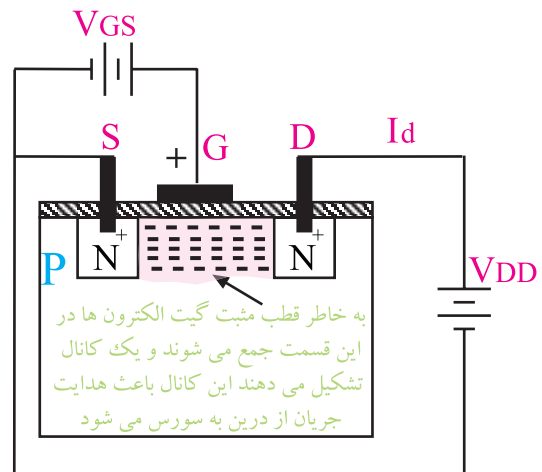 VGS
S
+
G
D
Id
N+
N+
P
VDD
به خاطر قطب مثبت گیت الکترون ها در
این قسمت جمع می شوند و یک کانال
تشکیل می دهند این کانال باعث هدایت
جریان از درین به سورس می شود